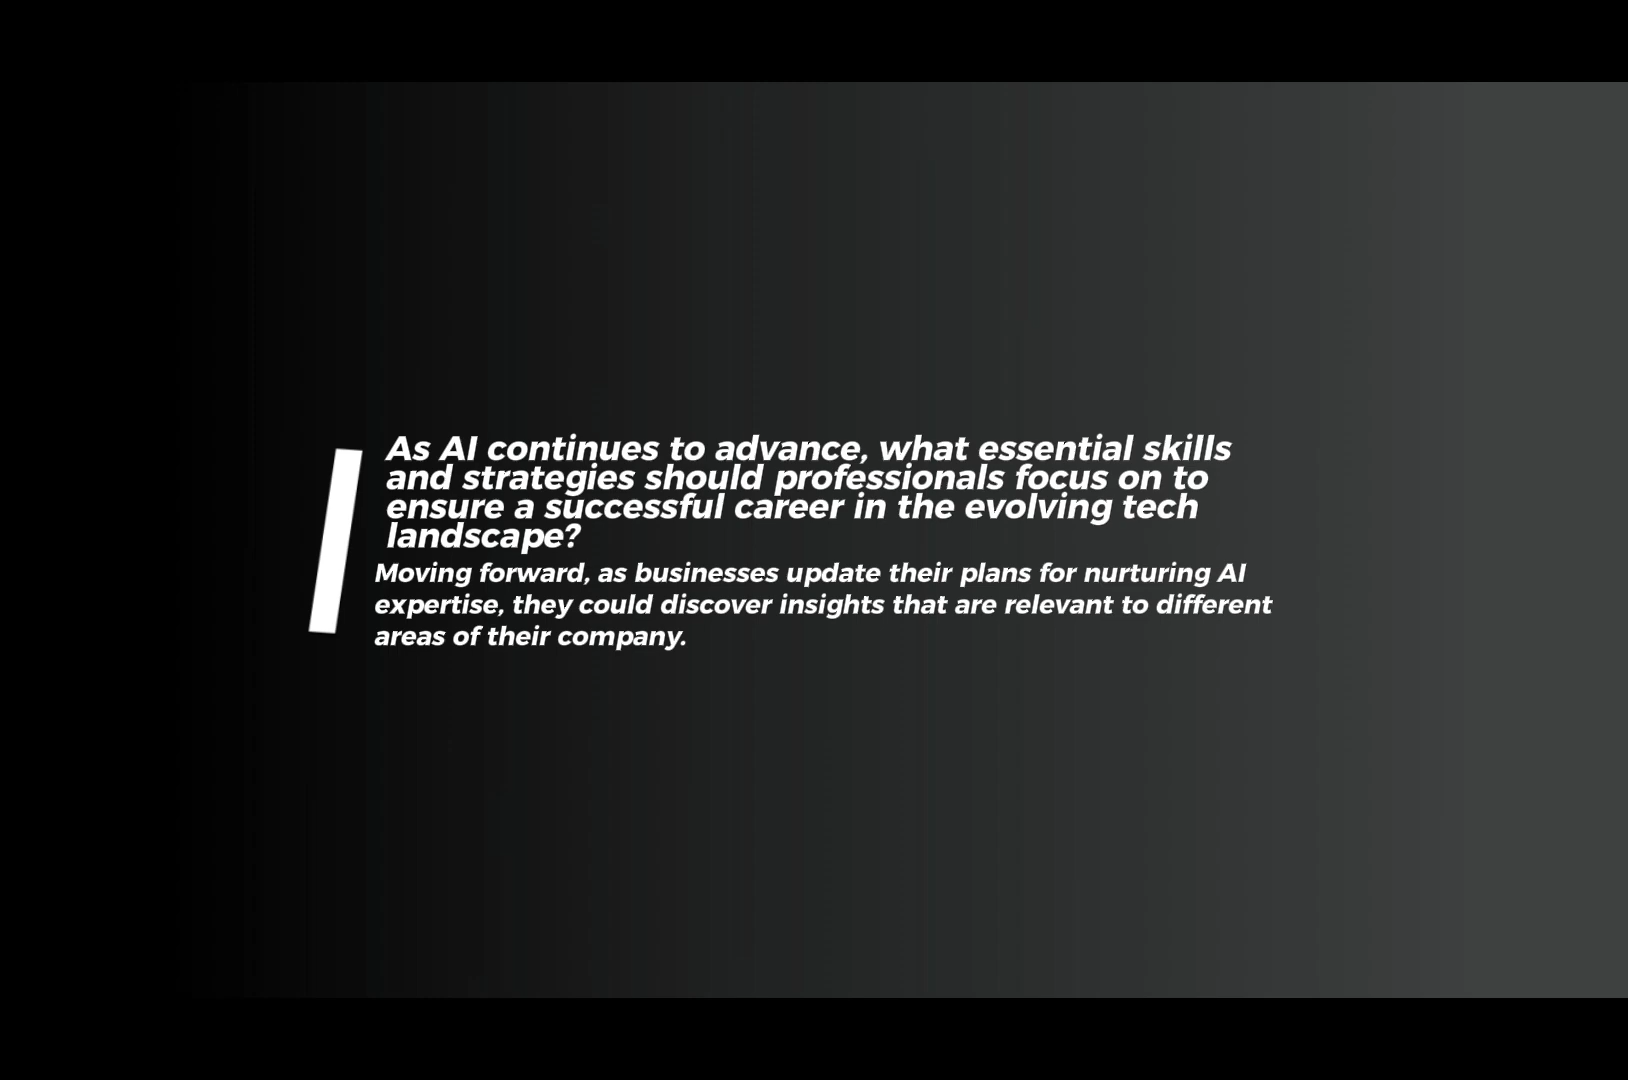 As AI continues to advance, what essential skills
and strategies should professionals focus on to
ensure a successful career in the evolving tech
landscape?
Moving forward, as businesses update their plans for nurturing AI
expertise, they could discover insights that are relevant to different
areas of their company.